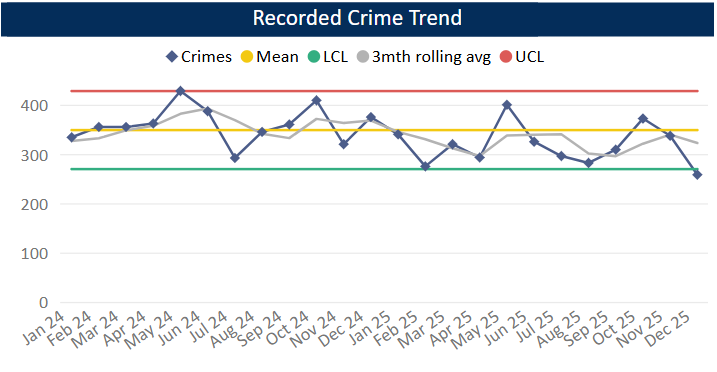 Recorded Crime Trend
Crimes Mean LCL 3mth rolling avg UCL
400
300
200
100
0
Jan 24 Feb 24 Mar 24 Apr 24 May 24 Jun 24 Jul 24 Aug 24 Sep 24 Oct 24 Nov 24 Dec 24 Jan 25 Feb 25 Mar 25 Apr 25 May 25 Jun 25 Jul 25 Aug 25 Sep 25 Oct 25 Nov 25 Dec 25